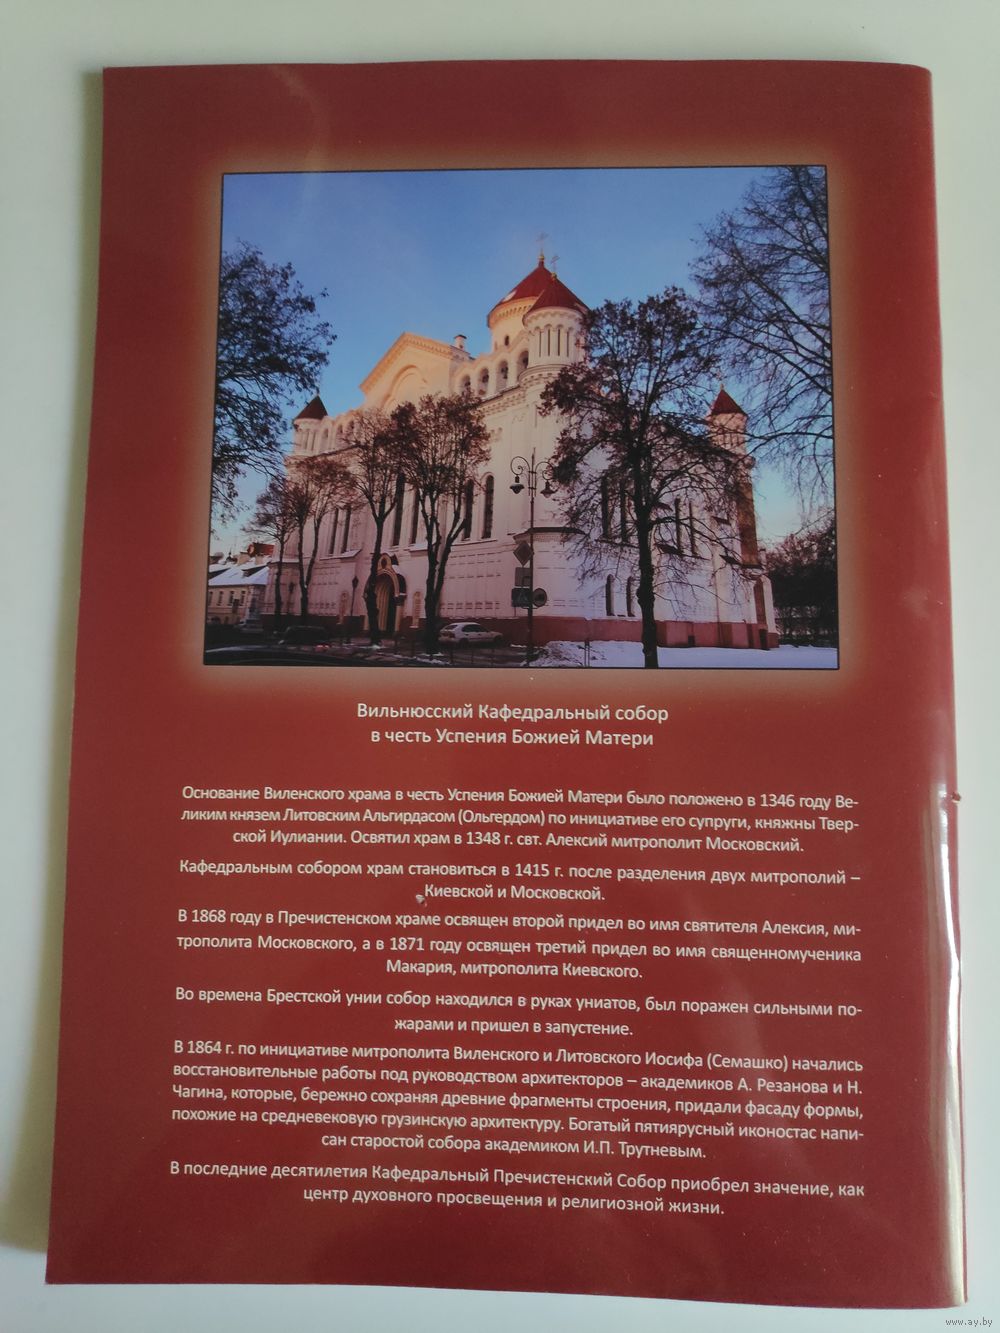 Вильнюсский Кафедральный собор
в честь Успения Божией Матери
Основание Виленского храма в честь Успения Божией Матери было положено в 1346 году Ве-
ликим князем Литовским Альгирдасом (Ольгердом) по инициативе его супруги, княжны Твер-
ской Иулиании. Освятил храм в 1348 г. свт. Алексий митрополит Московский.
Кафедральным собором храм становиться в 1415 г. после разделения двух митрополий –
Киевской и Московской.
В 1868 году в Пречистенском храме освящен второй придел во имя святителя Алексия, ми-
трополита Московского, а в 1871 году освящен третий придел во имя священномученика
Макария, митрополита Киевского.
Во времена Брестской унии собор находился в руках униатов, был поражен сильными по-
жарами и пришел в запустение.
В 1864 г. по инициативе митрополита Виленского и Литовского Иосифа (Семашко) начались
восстановительные работы под руководством архитекторов – академиков А. Резанова и Н.
Чагина, которые, бережно сохраняя древние фрагменты строения, придали фасаду формы,
похожие на средневековую грузинскую архитектуру. Богатый пятиярусный иконостас напи-
сан старостой собора академиком И.П. Трутневым.
В последние десятилетия Кафедральный Пречистенский Собор приобрел значение, как
центр духовного просвещения и религиозной жизни.
www.ay.by